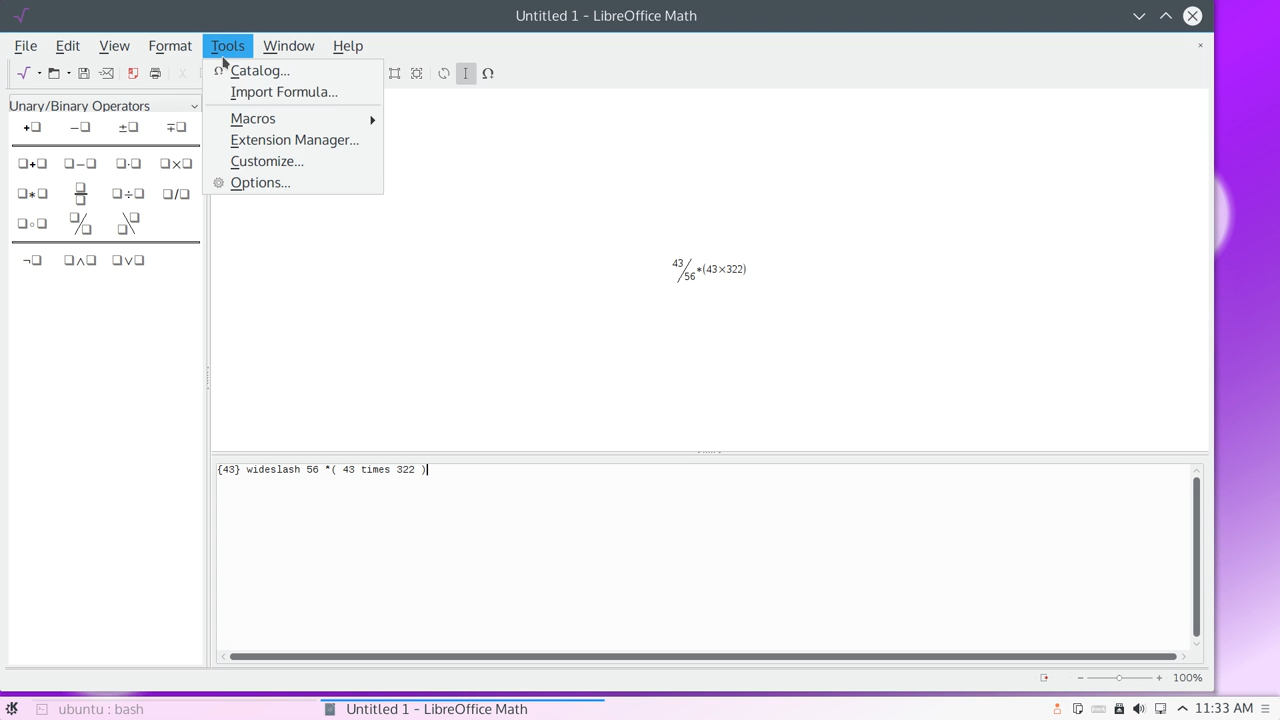 Untitled 1 - LibreOffice Math
File Edit View Format Tools Window Help
Catalog...
Import Formula...
Macros
Extension Manager...
Customize...
Options...
Unary/Binary Operators
+□ −□ ±□ ∓□
□+□ □−□ □·□ □×□
□∗□ □/□ □÷□ □/□
□∘□ □/□ □\□
¬□ □∧□ □∨□
43/56∗(43×322)
{43} wideslash 56 *( 43 times 322 )
100%
ubuntu : bash
Untitled 1 - LibreOffice Math
11:33 AM